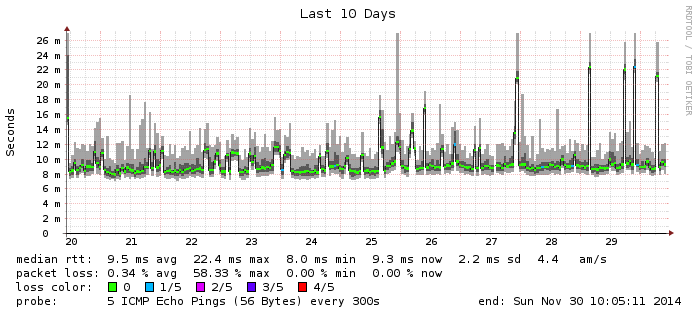 Last 10 Days
RRDTOOL / TOBI OETIKER
Seconds
26 m
24 m
22 m
20 m
18 m
16 m
14 m
12 m
10 m
8 m
6 m
4 m
2 m
0
20 21 22 23 24 25 26 27 28 29
median rtt: 9.5 ms avg 22.4 ms max 8.0 ms min 9.3 ms now 2.2 ms sd 4.4 am/s
packet loss: 0.34 % avg 58.33 % max 0.00 % min 0.00 % now
loss color: 0 1/5 2/5 3/5 4/5
probe: 5 ICMP Echo Pings (56 Bytes) every 300s end: Sun Nov 30 10:05:11 2014